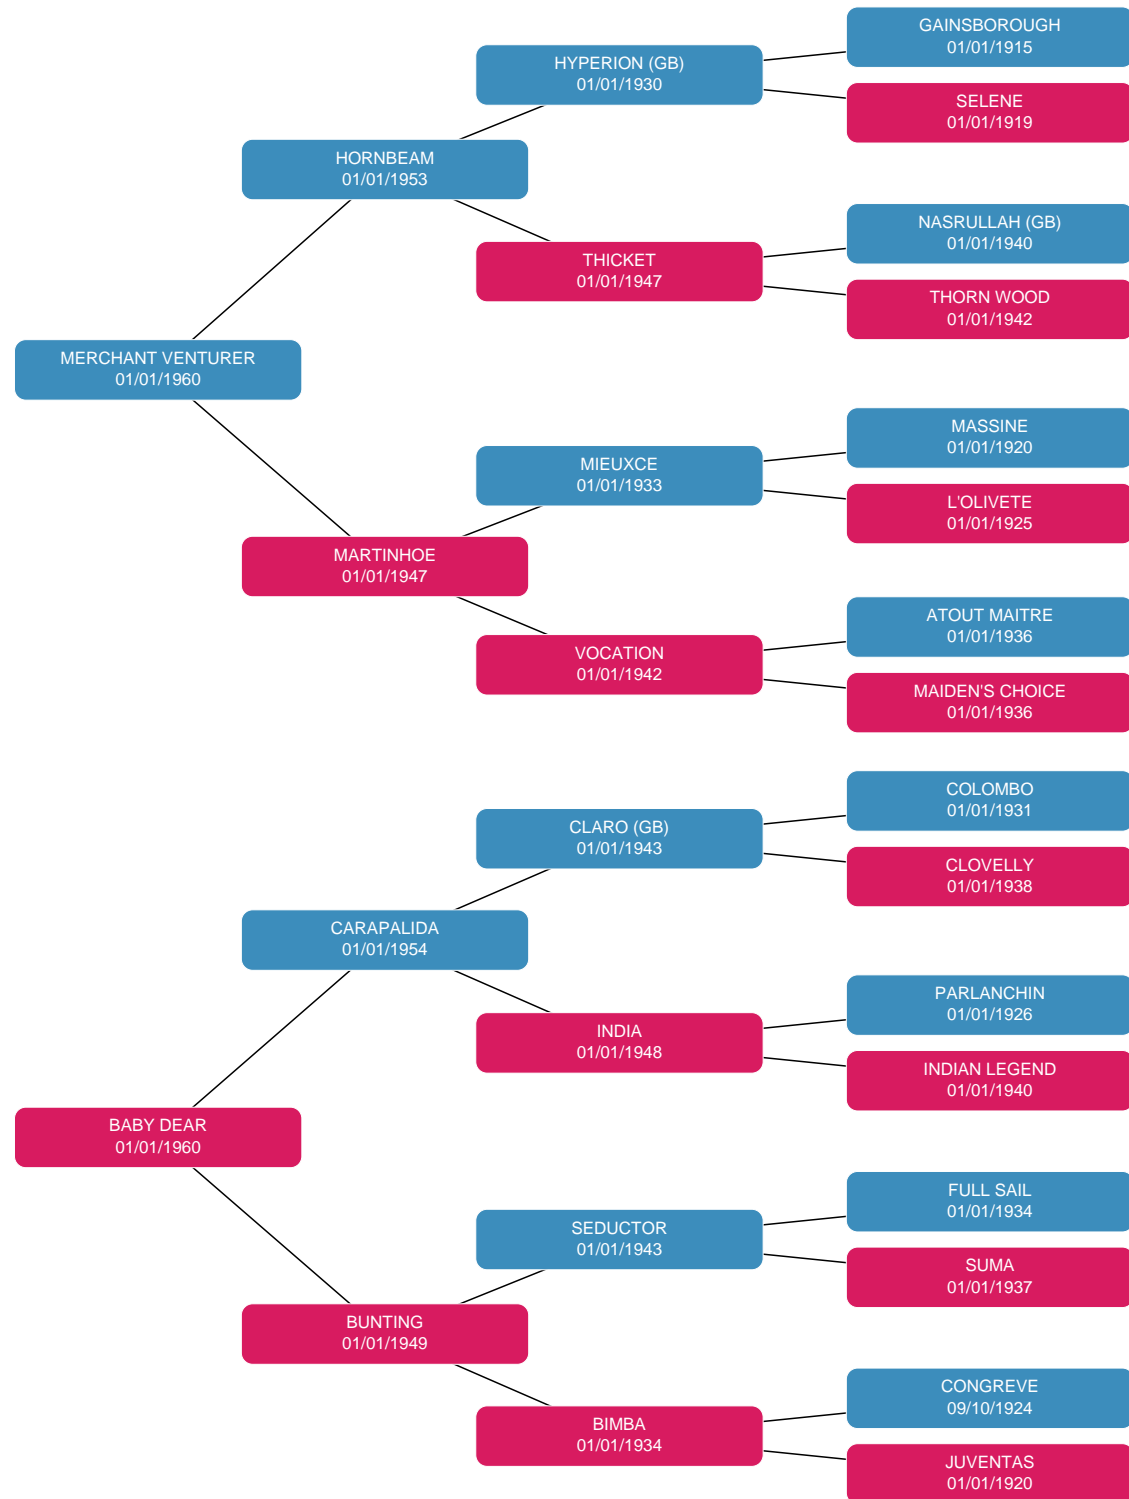 GAINSBOROUGH
01/01/1915
HYPERION (GB)
01/01/1930
SELENE
01/01/1919
HORNBEAM
01/01/1953
NASRULLAH (GB)
01/01/1940
THICKET
01/01/1947
THORN WOOD
01/01/1942
MERCHANT VENTURER
01/01/1960
MASSINE
01/01/1920
MIEUXCE
01/01/1933
L'OLIVETE
01/01/1925
MARTINHOE
01/01/1947
ATOUT MAITRE
01/01/1936
VOCATION
01/01/1942
MAIDEN'S CHOICE
01/01/1936
COLOMBO
01/01/1931
CLARO (GB)
01/01/1943
CLOVELLY
01/01/1938
CARAPALIDA
01/01/1954
PARLANCHIN
01/01/1926
INDIA
01/01/1948
INDIAN LEGEND
01/01/1940
BABY DEAR
01/01/1960
FULL SAIL
01/01/1934
SEDUCTOR
01/01/1943
SUMA
01/01/1937
BUNTING
01/01/1949
CONGREVE
09/10/1924
BIMBA
01/01/1934
JUVENTAS
01/01/1920